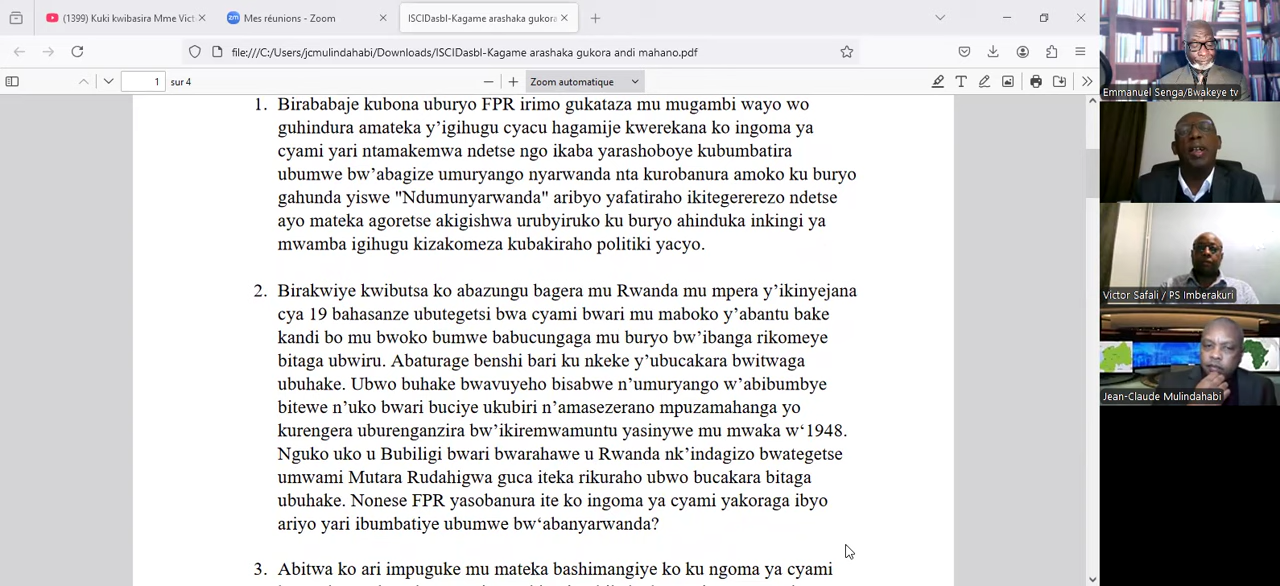 (1399) Kuki kwibasira Mme Vict
Mes réunions - Zoom
ISCIDasbl-Kagame arashaka gukora
file:///C:/Users/jcmulindahabi/Downloads/ISCIDasbl-Kagame arashaka gukora andi mahano.pdf
1 sur 4
Zoom automatique
1. Birababaje kubona uburyo FPR irimo gukataza mu mugambi wayo wo
guhindura amateka y'igihugu cyacu hagamije kwerekana ko ingoma ya
cyami yari ntamakemwa ndetse ngo ikaba yarashoboye kubumbatira
ubumwe bw'abagize umuryango nyarwanda nta kurobanura amoko ku buryo
gahunda yiswe "Ndumunyarwanda" aribyo yafatiraho ikitegererezo ndetse
ayo mateka agoretse akigishwa urubyiruko ku buryo ahinduka inkingi ya
mwamba igihugu kizakomeza kubakiraho politiki yacyo.
2. Birakwiye kwibutsa ko abazungu bagera mu Rwanda mu mpera y'ikinyejana
cya 19 bahasanze ubutegetsi bwa cyami bwari mu maboko y'abantu bake
kandi bo mu bwoko bumwe babucungaga mu buryo bw'ibanga rikomeye
bitaga ubwiru. Abaturage benshi bari ku nkeke y'ubucakara bwitwaga
ubuhake. Ubwo buhake bwavuyeho bisabwe n'umuryango w'abibumbye
bitewe n'uko bwari bunyuranyije n'amasezerano mpuzamahanga yo
kurengera uburenganzira bw'ikiremwamuntu yasinywe mu mwaka w'1948.
Nguko uko u Bubiligi bwari bwarahawe u Rwanda nk'indagizo bwategetse
umwami Mutara Rudahigwa guca iteka rikuraho ubwo bucakara bitaga
ubuhake. Nonese FPR yasobanura ite ko ingoma ya cyami yakoraga ibyo
ariyo yari ibumbatiye ubumwe bw'abanyarwanda?
3. Abitwa ko ari impuguke mu mateka bashimangiye ko ku ngoma ya cyami
Emmanuel Senga/Bwakeye tv
Victor Safali / PS Imberakuri
Jean-Claude Mulindahabi